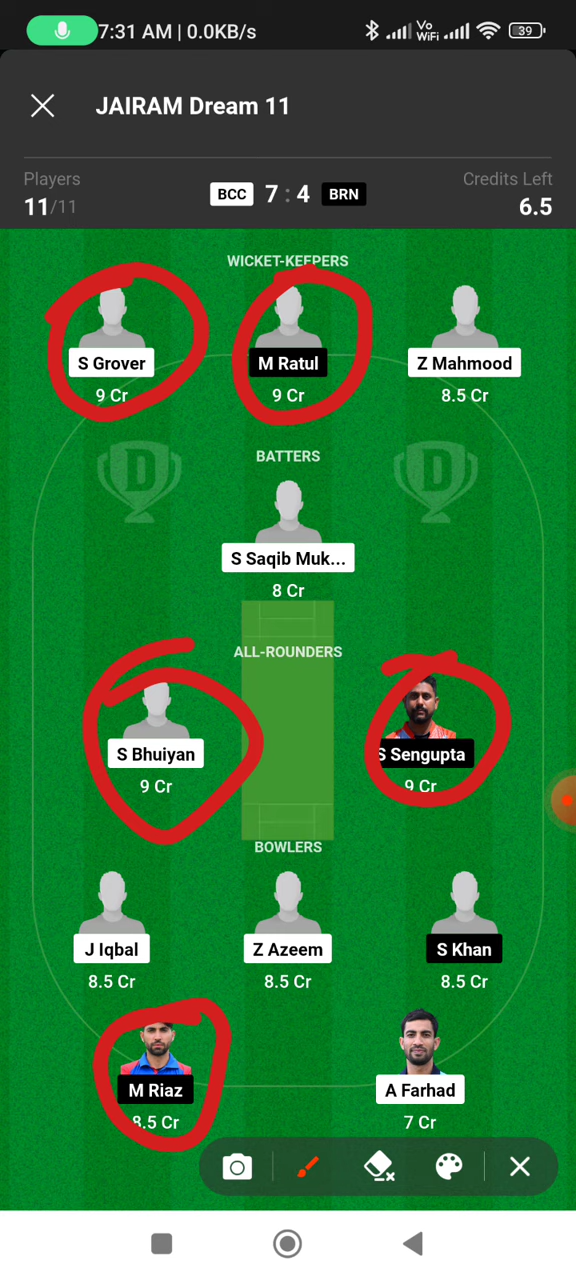 7:31 AM | 0.0KB/s Vo WiFi 39
JAIRAM Dream 11
Players Credits Left
11/11 BCC 7 : 4 BRN 6.5
WICKET-KEEPERS
S Grover M Ratul Z Mahmood
9 Cr 9 Cr 8.5 Cr
BATTERS
D D
S Saqib Muk...
8 Cr
ALL-ROUNDERS
S Bhuiyan S Sengupta
9 Cr 9 Cr
BOWLERS
J Iqbal Z Azeem S Khan
8.5 Cr 8.5 Cr 8.5 Cr
M Riaz A Farhad
8.5 Cr 7 Cr